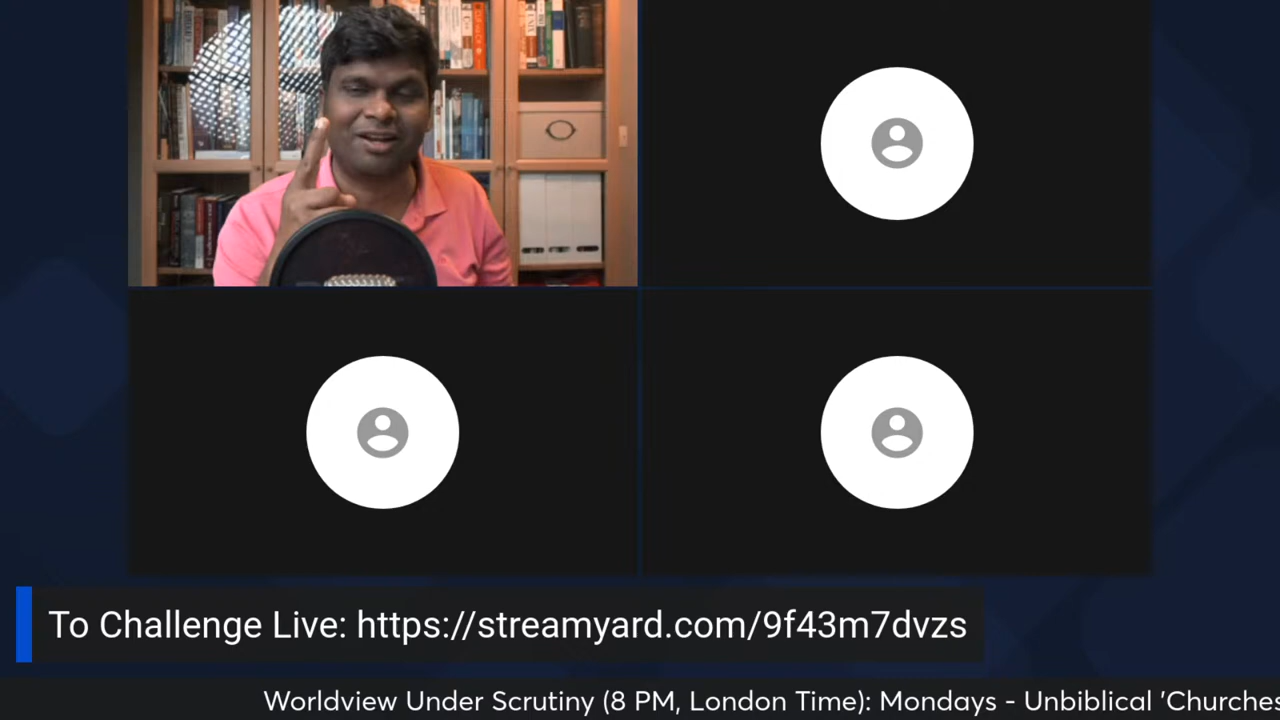 To Challenge Live: https://streamyard.com/9f43m7dvzs
Worldview Under Scrutiny (8 PM, London Time): Mondays - Unbiblical 'Churches